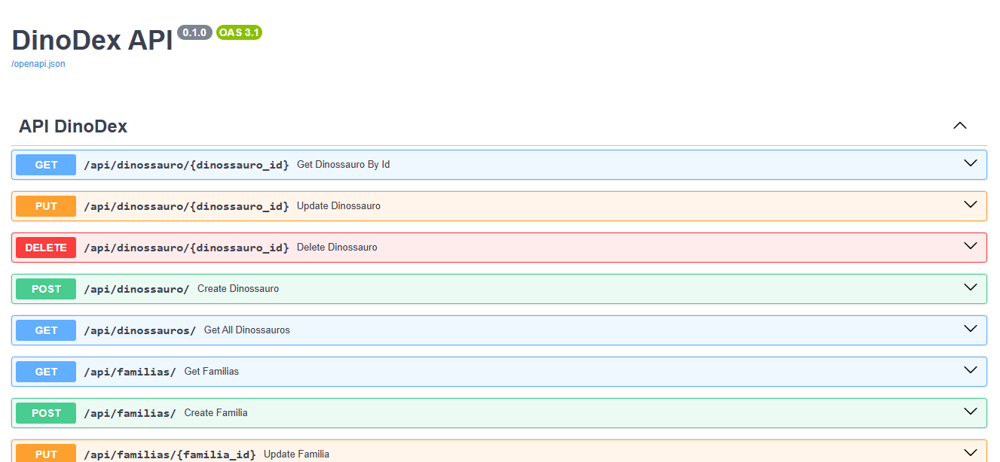 DinoDex API 0.1.0 OAS 3.1
/openapi.json
API DinoDex
GET /api/dinossauro/{dinossauro_id} Get Dinossauro By Id
PUT /api/dinossauro/{dinossauro_id} Update Dinossauro
DELETE /api/dinossauro/{dinossauro_id} Delete Dinossauro
POST /api/dinossauro/ Create Dinossauro
GET /api/dinossauros/ Get All Dinossauros
GET /api/familias/ Get Familias
POST /api/familias/ Create Familia
PUT /api/familias/{familia_id} Update Familia